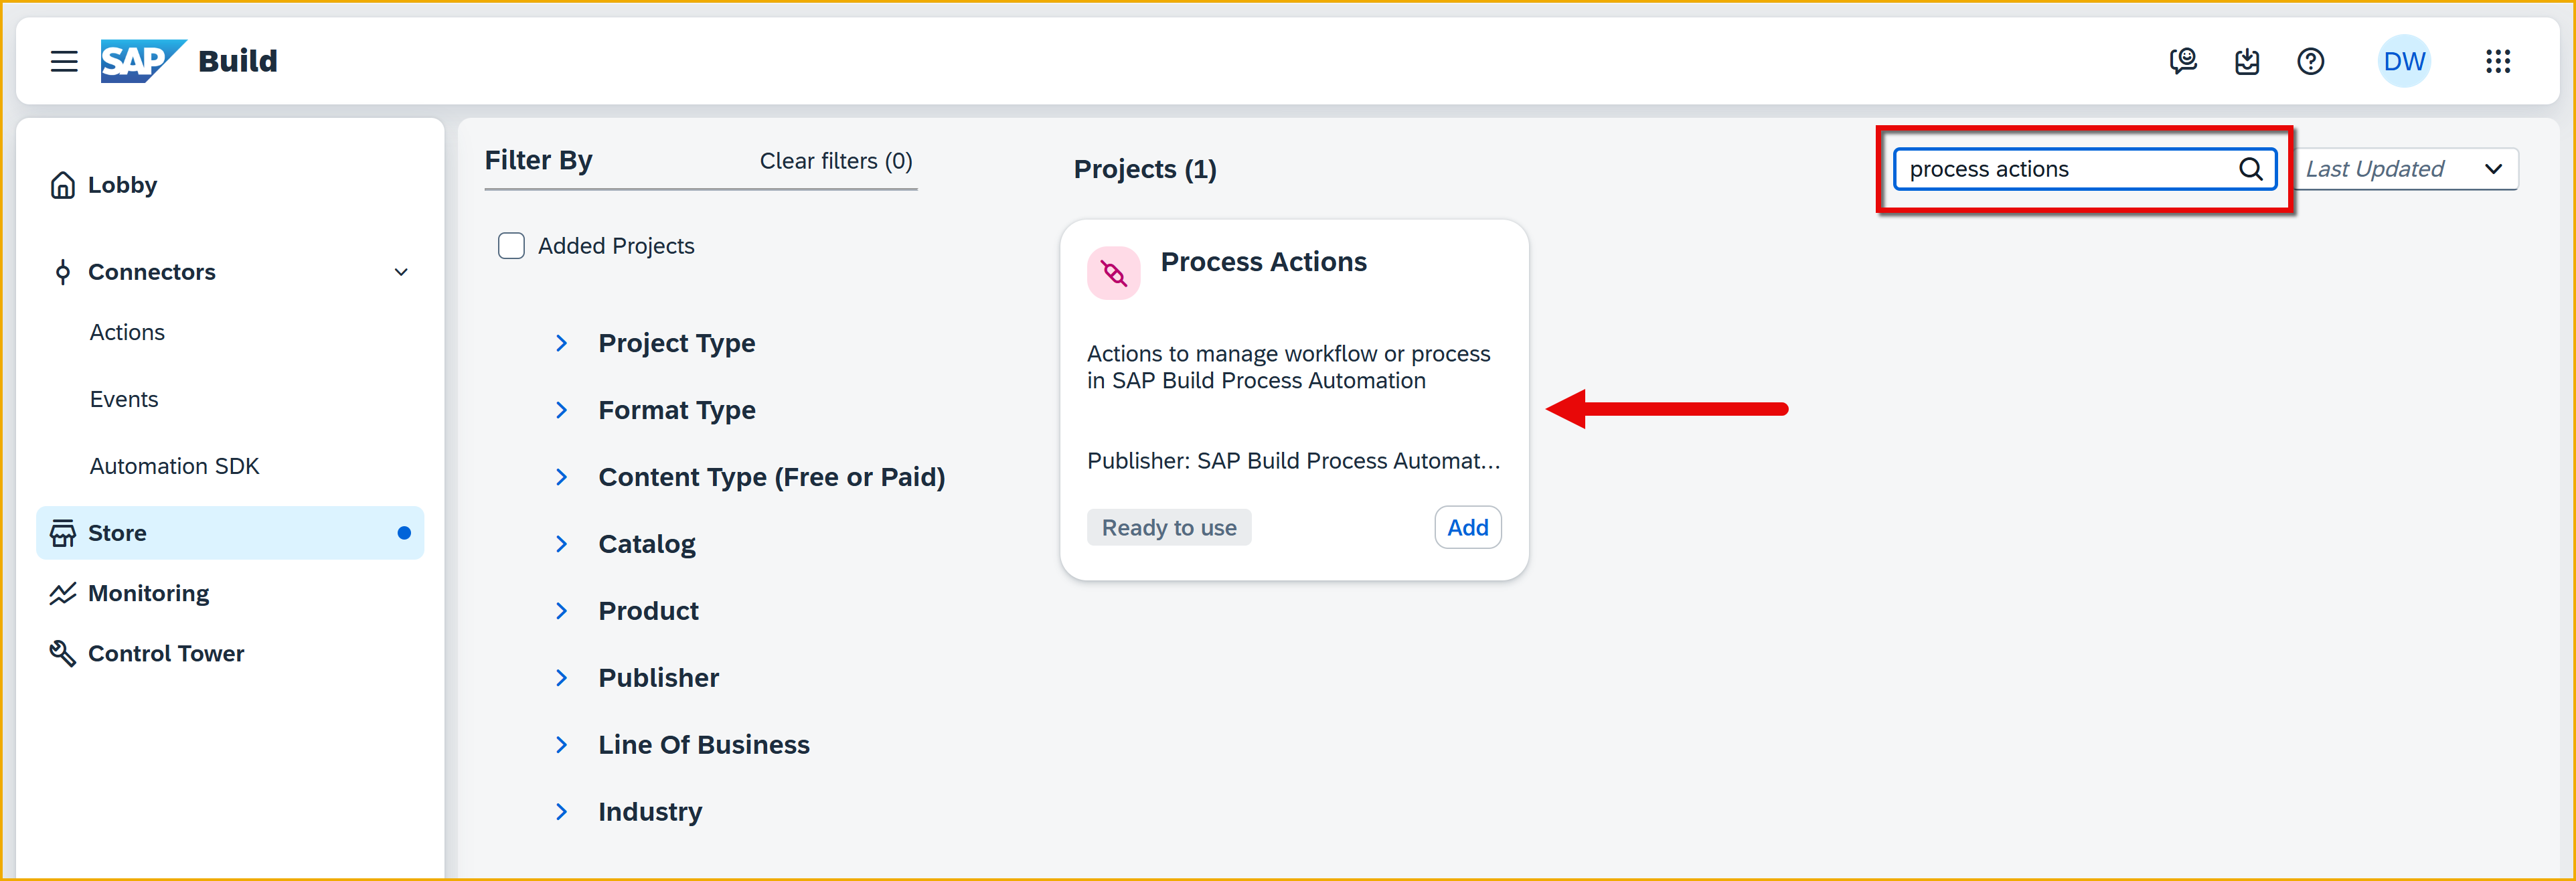 SAP Build
DW
Lobby
Connectors
Actions
Events
Automation SDK
Store
Monitoring
Control Tower
Filter By
Clear filters (0)
Added Projects
Project Type
Format Type
Content Type (Free or Paid)
Catalog
Product
Publisher
Line Of Business
Industry
Projects (1)
process actions
Last Updated
Process Actions
Actions to manage workflow or process
in SAP Build Process Automation
Publisher: SAP Build Process Automat...
Ready to use
Add